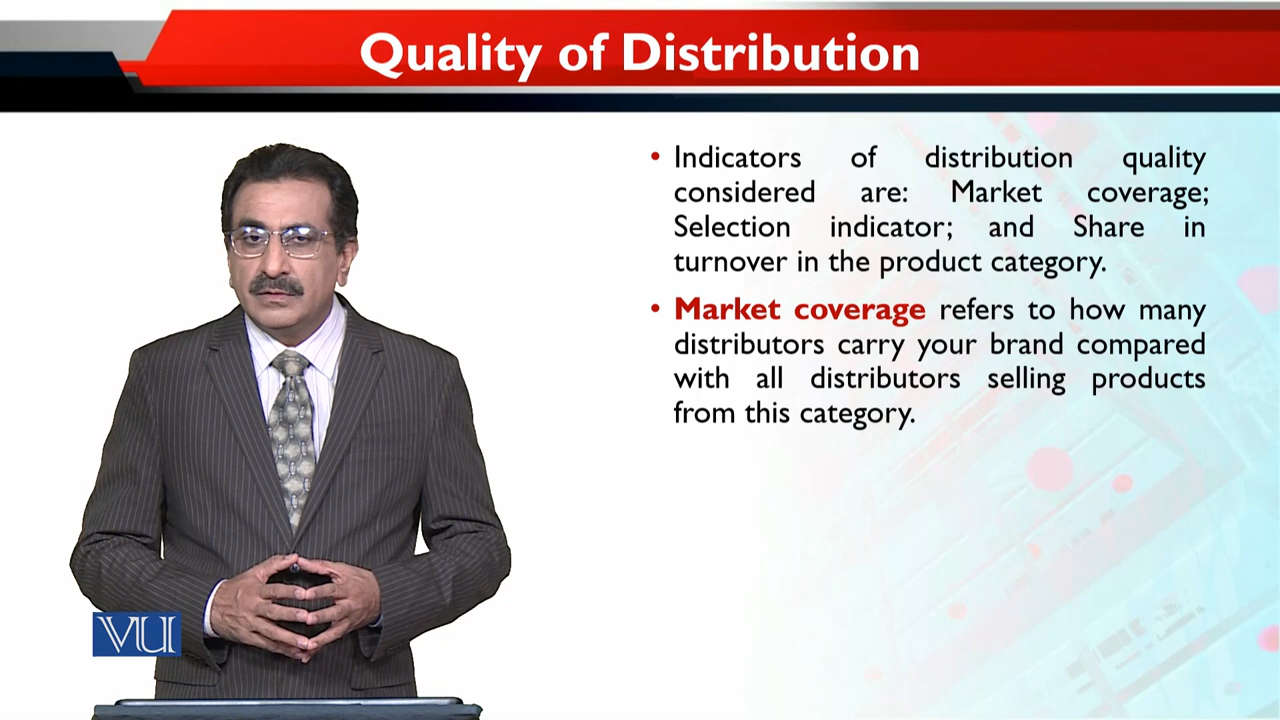 Quality of Distribution
• Indicators of distribution quality
considered are: Market coverage;
Selection indicator; and Share in
turnover in the product category.
• Market coverage refers to how many
distributors carry your brand compared
with all distributors selling products
from this category.
VU